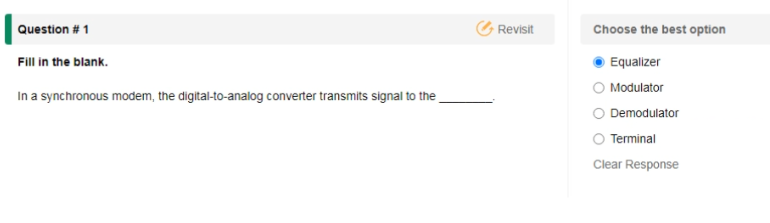 Question # 1
Revisit
Fill in the blank.
In a synchronous modem, the digital-to-analog converter transmits signal to the ________.
Choose the best option
Equalizer
Modulator
Demodulator
Terminal
Clear Response